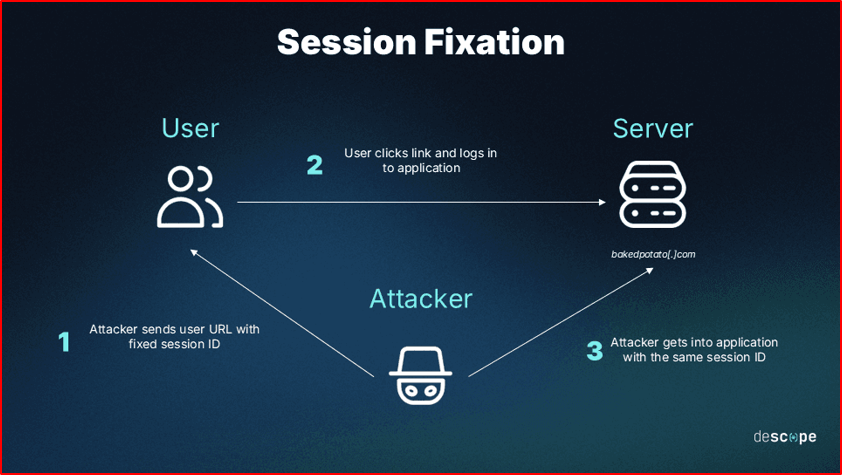 Session Fixation
User
Server
2
User clicks link and logs in
to application
bakedpotato[.]com
Attacker
1
Attacker sends user URL with
fixed session ID
3
Attacker gets into application
with the same session ID
descope